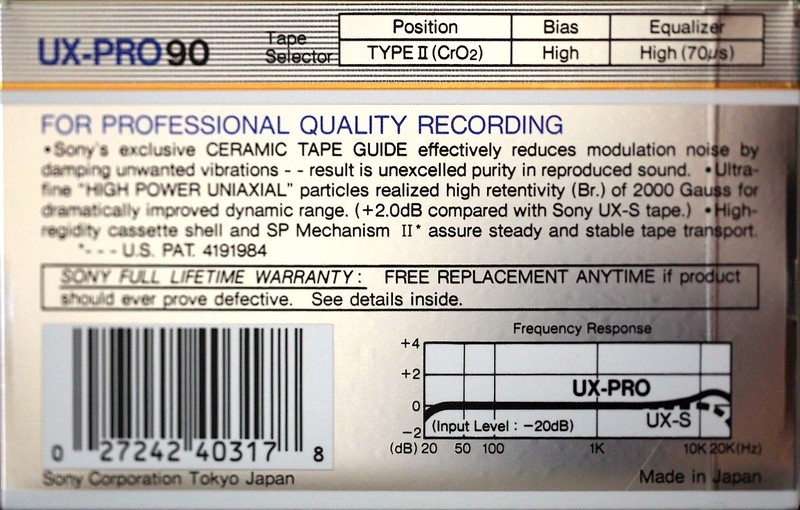 UX-PRO 90
Tape Selector
Position Bias Equalizer
TYPE II (CrO2) High High (70μs)
FOR PROFESSIONAL QUALITY RECORDING
•Sony's exclusive CERAMIC TAPE GUIDE effectively reduces modulation noise by
damping unwanted vibrations - - result is unexcelled purity in reproduced sound. •Ultra-
fine "HIGH POWER UNIAXIAL" particles realized high retentivity (Br.) of 2000 Gauss for
dramatically improved dynamic range. (+2.0dB compared with Sony UX-S tape.) •High-
regidity cassette shell and SP Mechanism II* assure steady and stable tape transport.
*- - - U.S. PAT. 4191984
SONY FULL LIFETIME WARRANTY: FREE REPLACEMENT ANYTIME if product
should ever prove defective. See details inside.
Frequency Response
+4
+2
UX-PRO
0
UX-S
(Input Level : -20dB)
-2
(dB) 20 50 100 1K 10K 20K(Hz)
0 27242 40317 8
Sony Corporation Tokyo Japan
Made in Japan